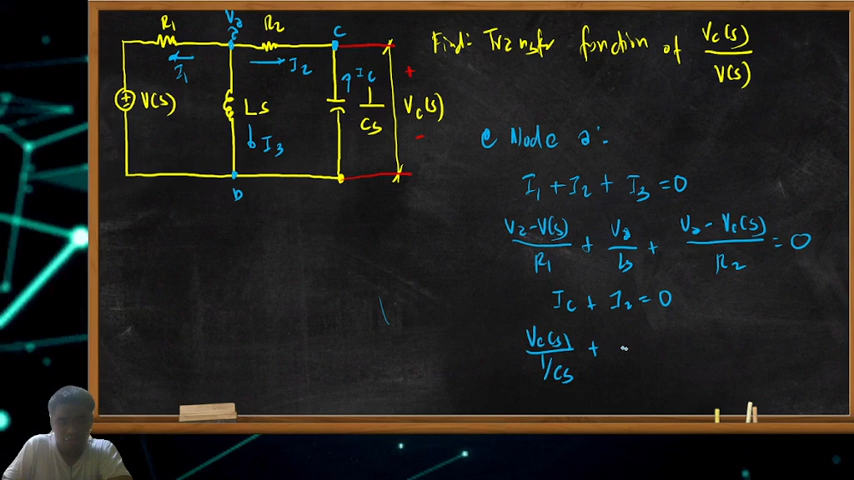 R1 Va R2 C
Find: Transfer function of Vc(s)/V(s)
I1 I2 Ic
+
V(s) Ls 1/Cs Vc(s)
I3 -
b
@ Node a:
I1 + I2 + I3 = 0
Va-V(s)/R1 + Va/Ls + Va - Vc(s)/R2 = 0
Ic + I2 = 0
Vc(s)/1/Cs +